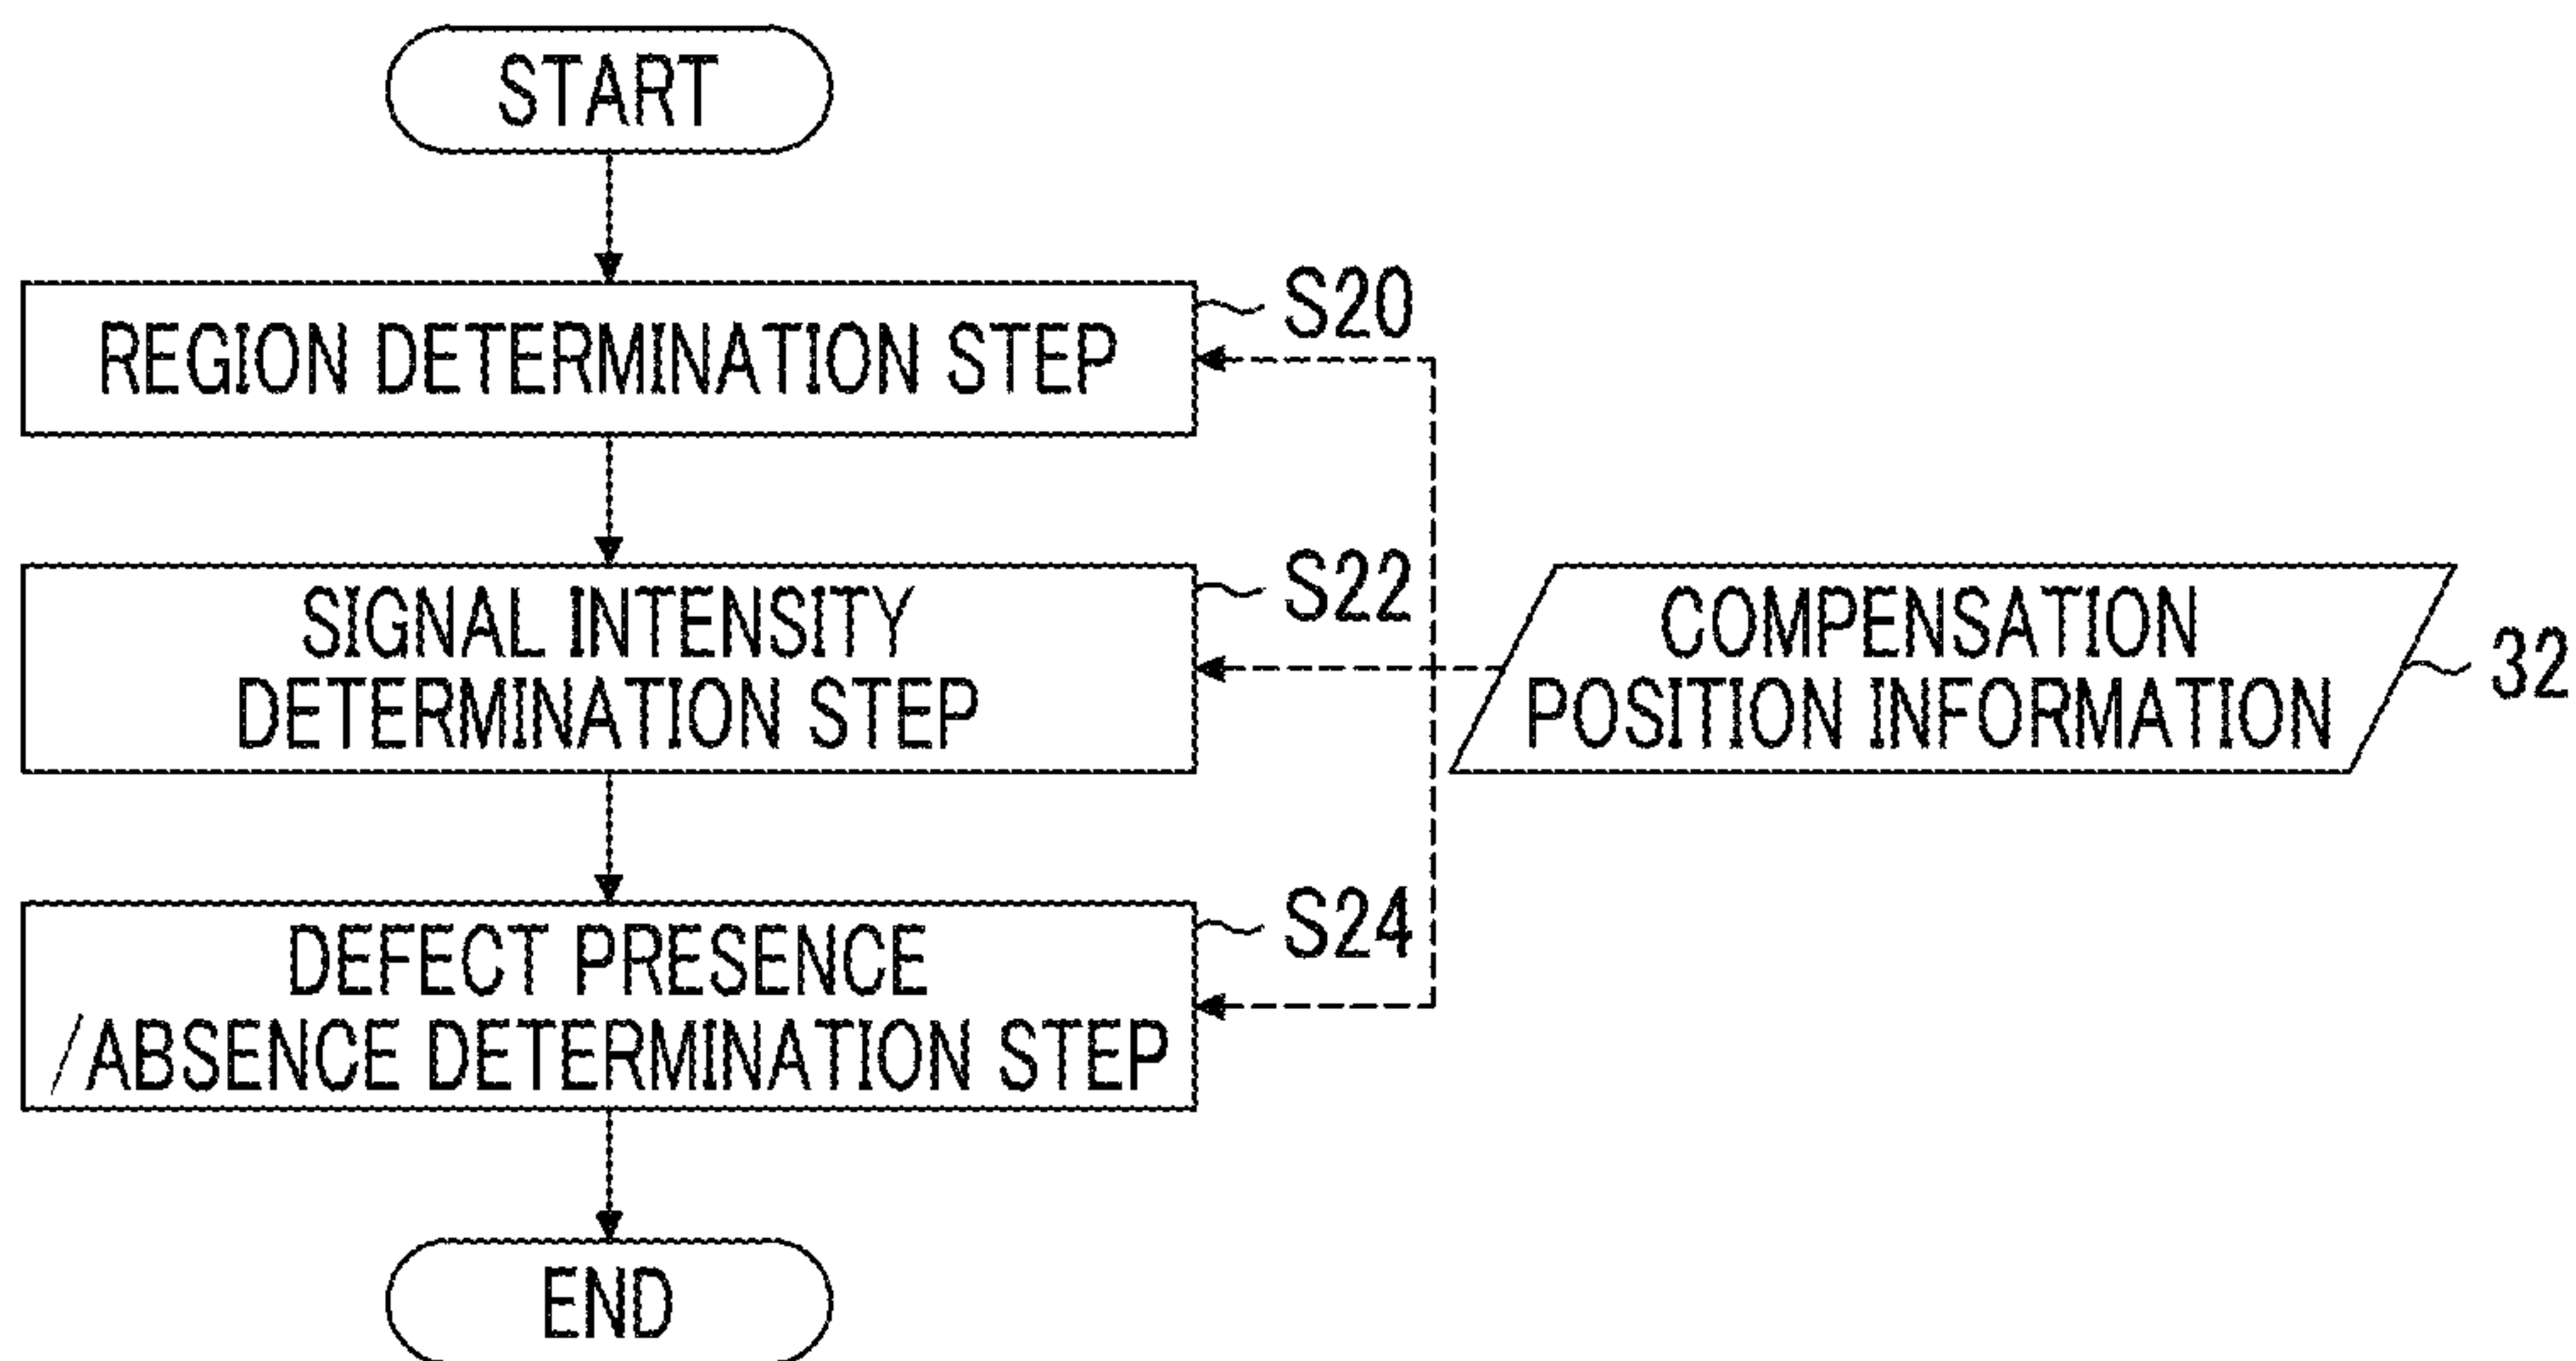 START
REGION DETERMINATION STEP
S20
SIGNAL INTENSITY
DETERMINATION STEP
S22
COMPENSATION
POSITION INFORMATION
32
DEFECT PRESENCE
/ABSENCE DETERMINATION STEP
S24
END